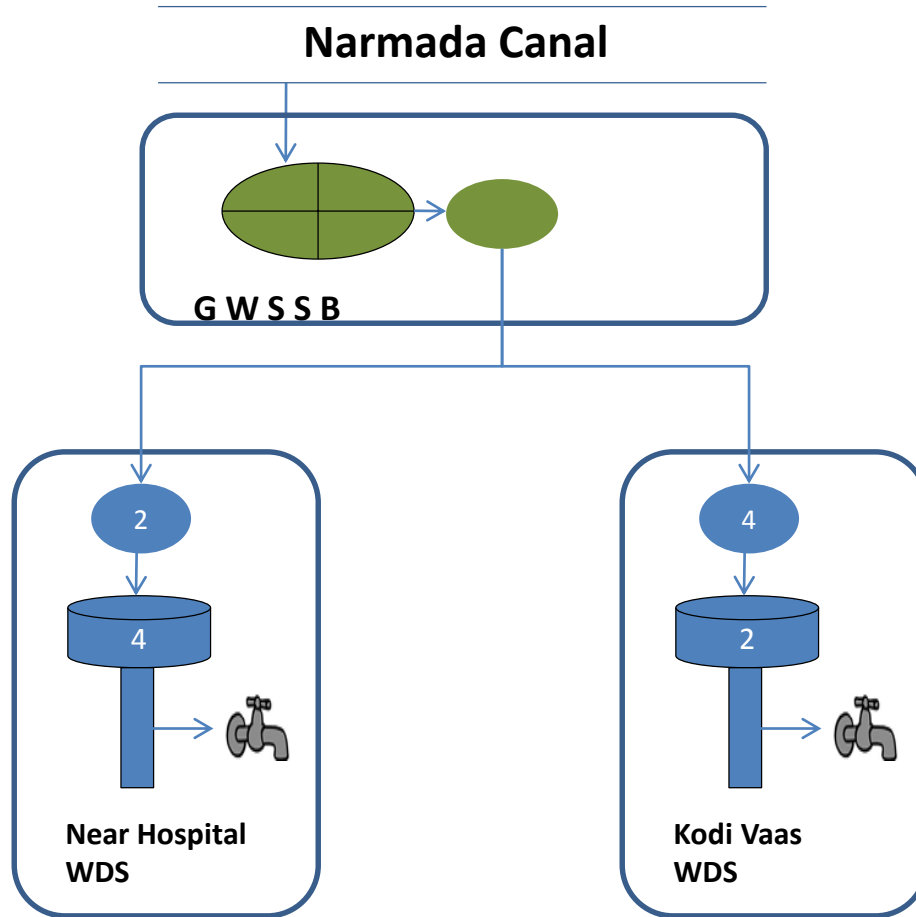 Narmada Canal
G W S S B
2
4
4
2
Near Hospital
WDS
Kodi Vaas
WDS